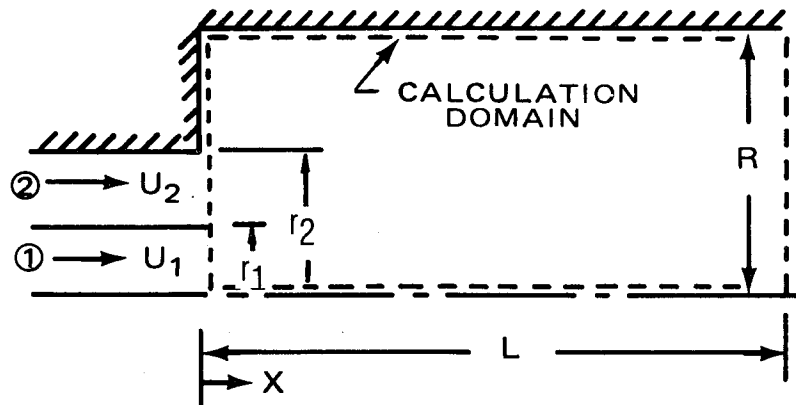 CALCULATION
DOMAIN
R
② U₂
r₂
① U₁
r₁
L
X